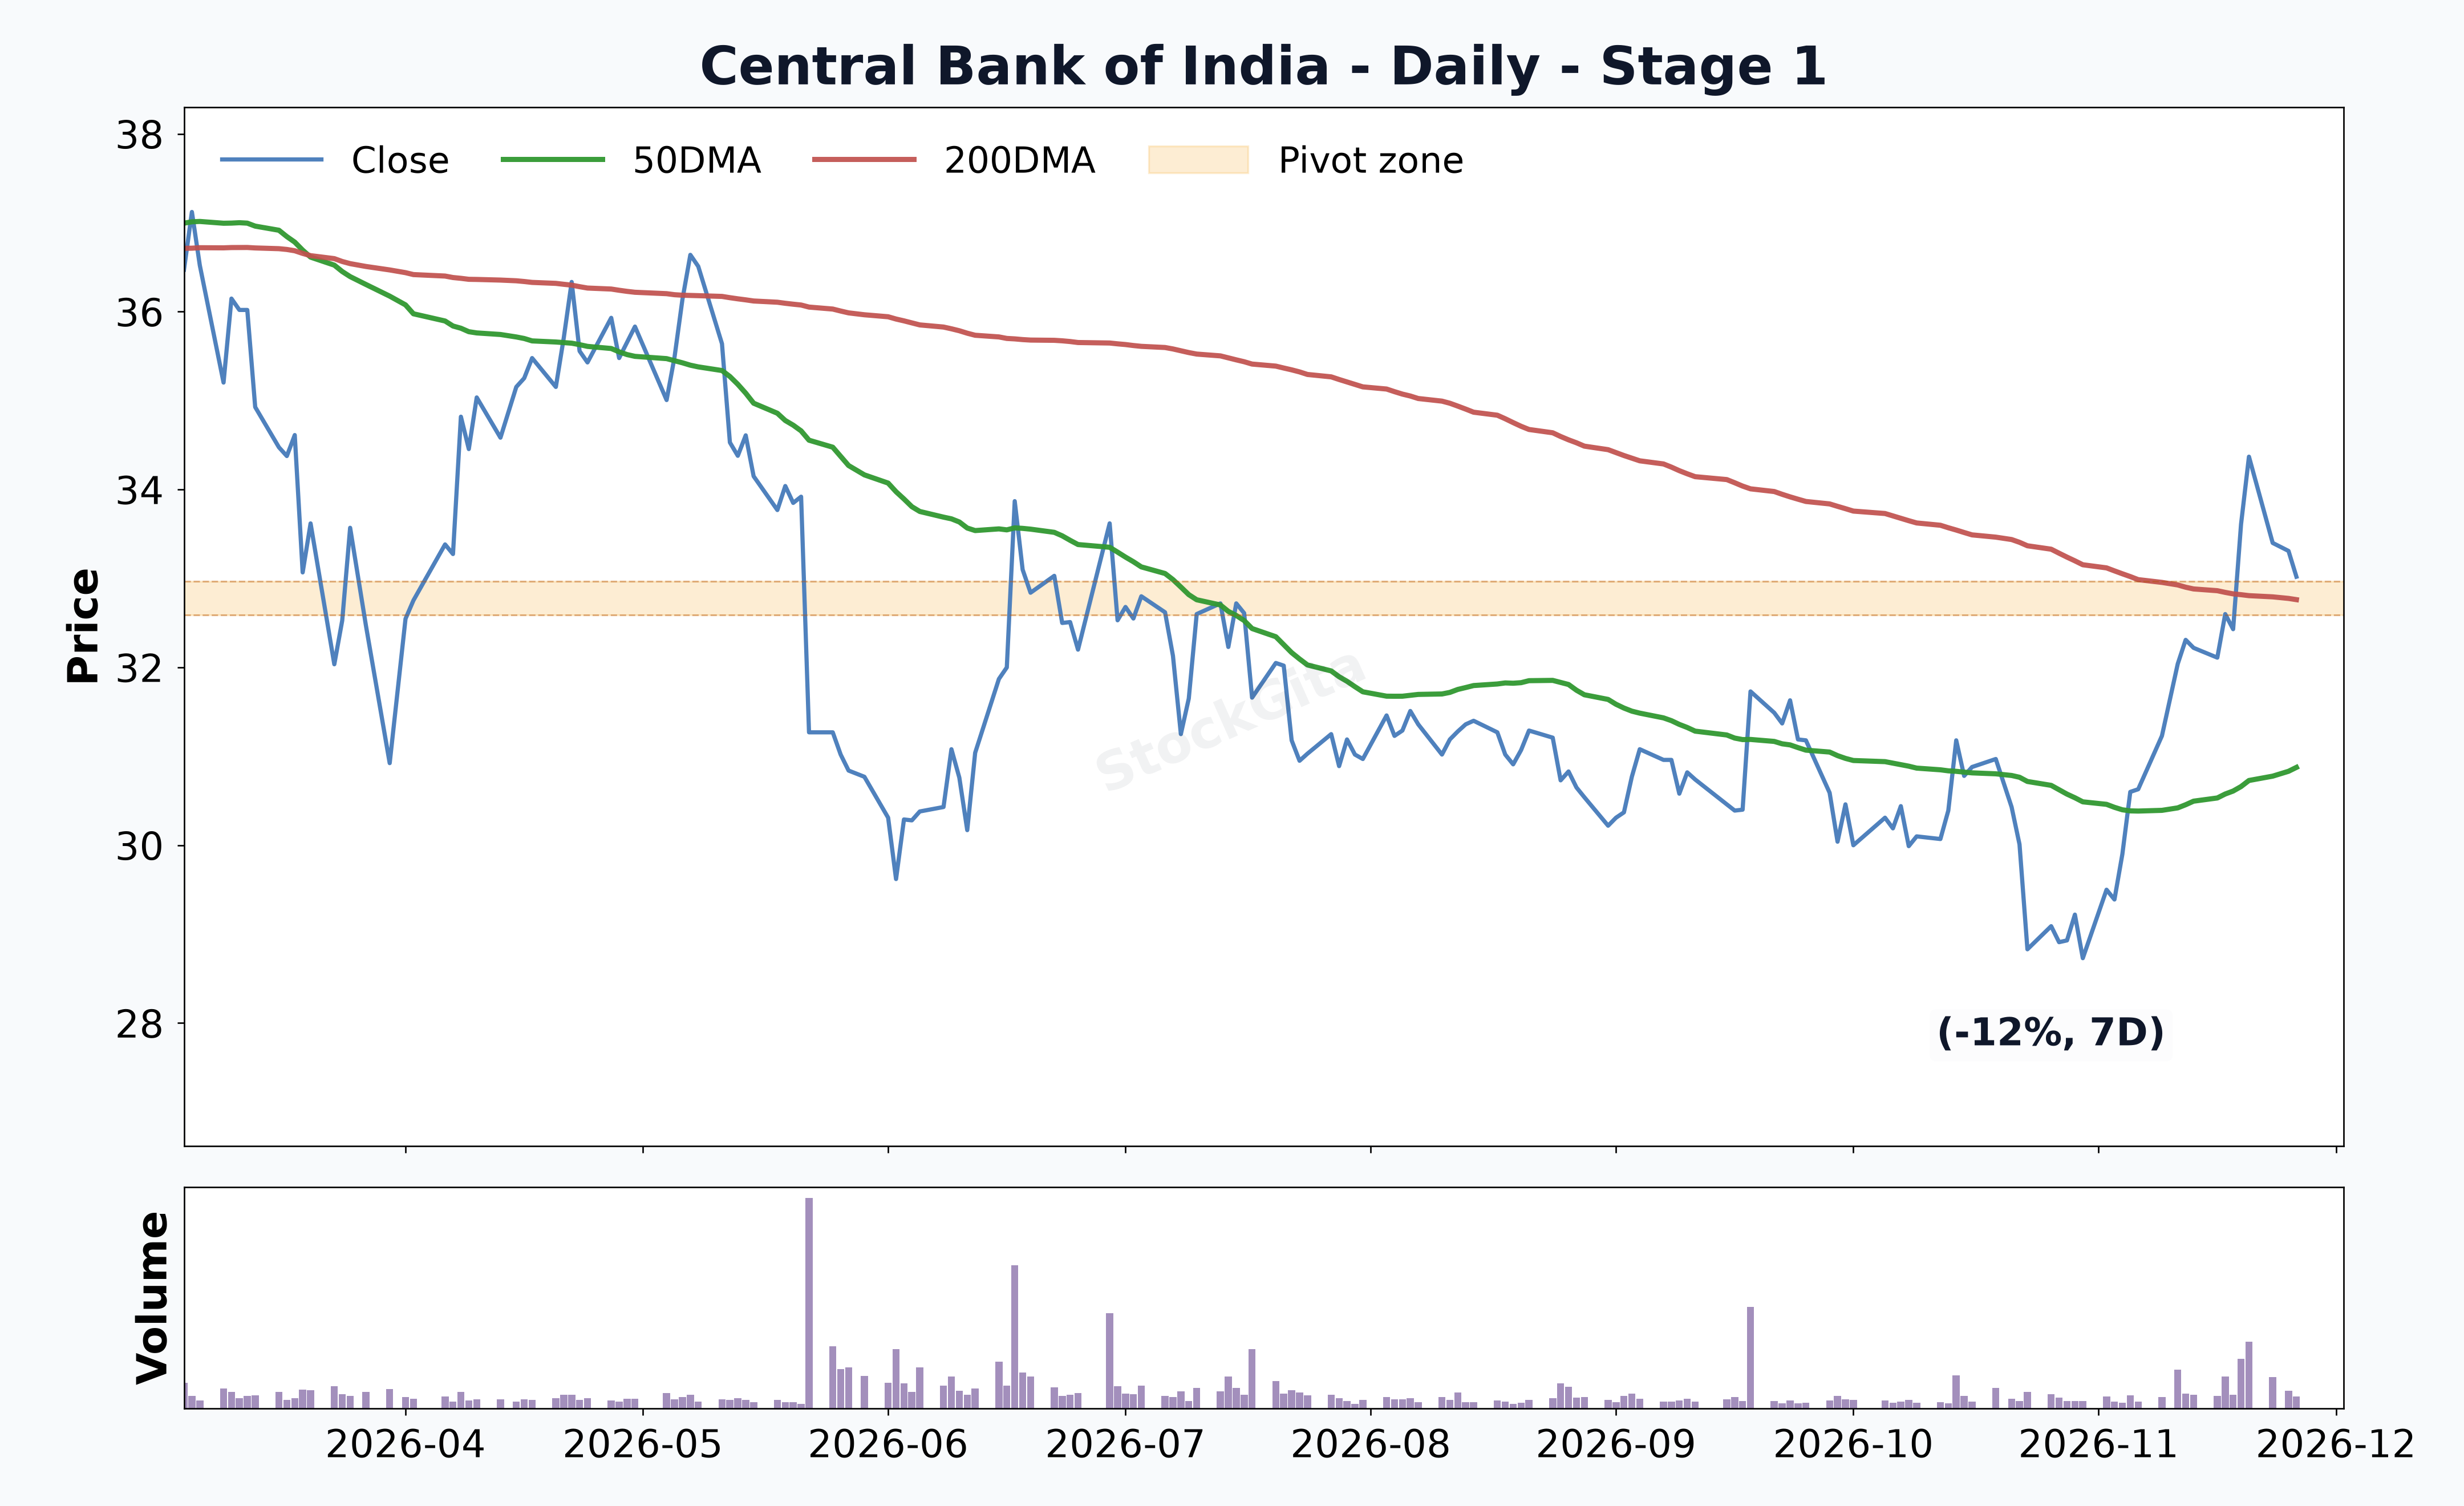 Central Bank of India - Daily - Stage 1
Close 50DMA 200DMA Pivot zone
Price
38
36
34
32
30
28
StockGita
(-12%, 7D)
Volume
2026-04 2026-05 2026-06 2026-07 2026-08 2026-09 2026-10 2026-11 2026-12